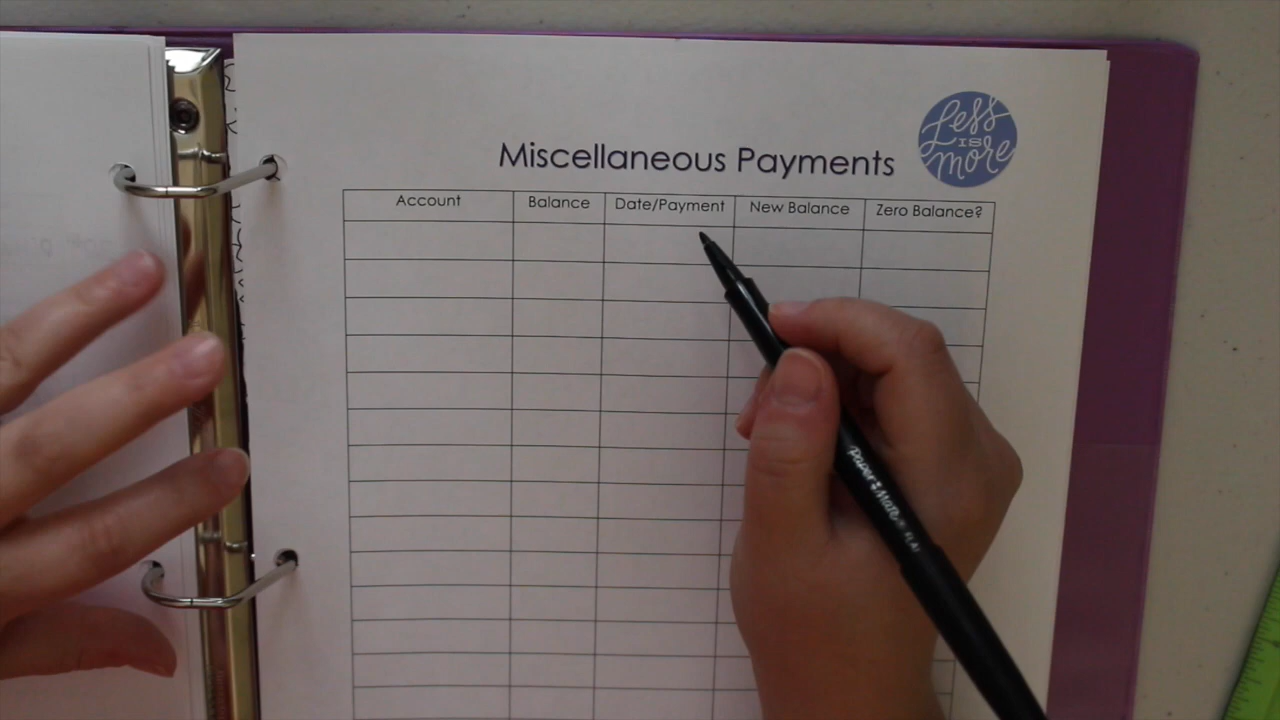 Miscellaneous Payments
Less
is
more
Account Balance Date/Payment New Balance Zero Balance?
Paper Mate